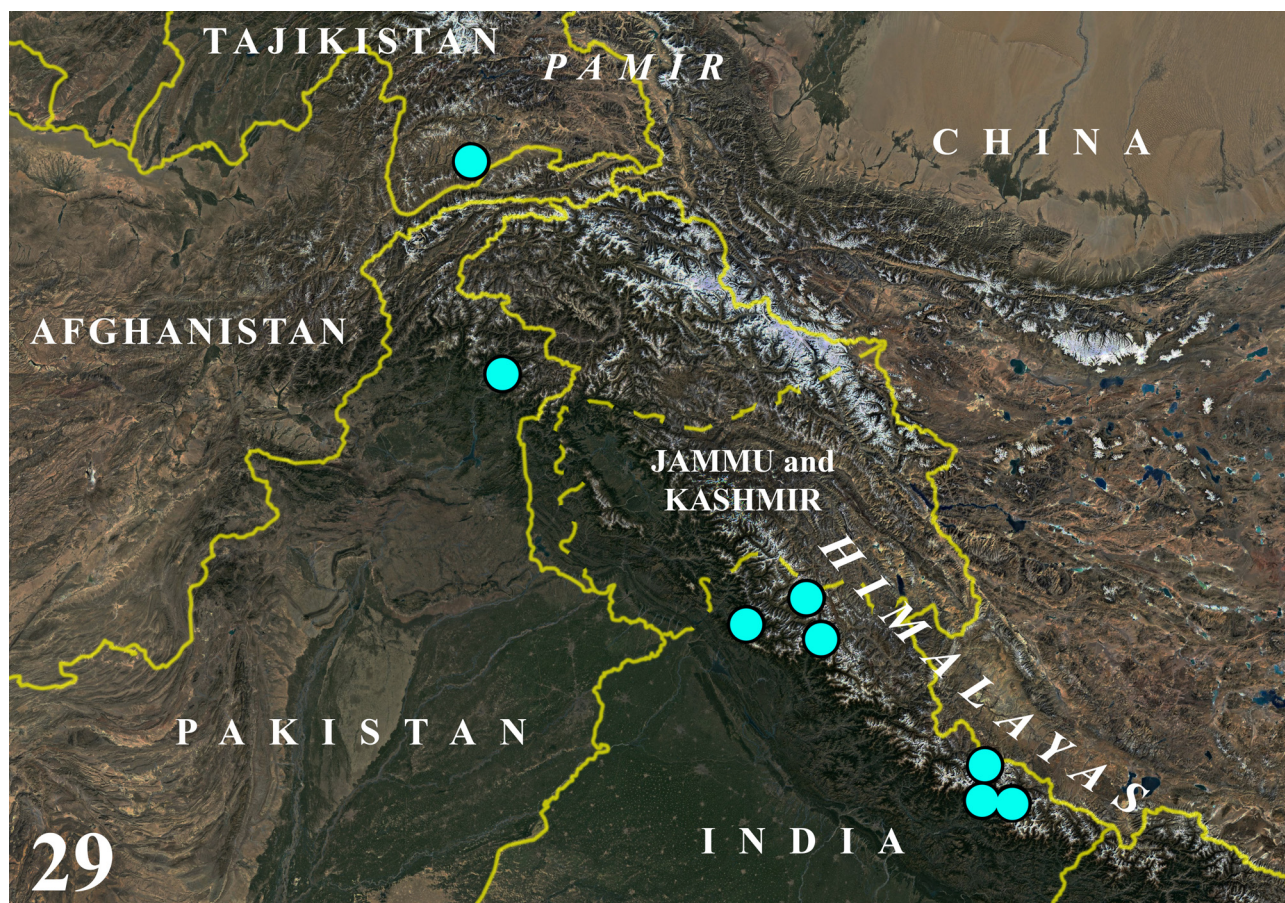 TAJIKISTAN
PAMIR
CHINA
AFGHANISTAN
JAMMU and
KASHMIR
HIMALAYAS
PAKISTAN
INDIA
29